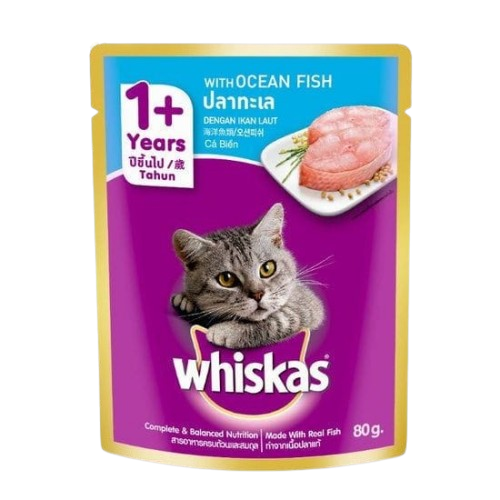 WITH OCEAN FISH
ปลาทะเล
DENGAN IKAN LAUT
海洋魚類/오션피쉬
Cá Biển
1+
Years
ปีขึ้นไป /歲
Tahun
whiskas
Complete & Balanced Nutrition
สารอาหารครบถ้วนและสมดุล
Made With Real Fish
ทำจากเนื้อปลาแท้
80g.